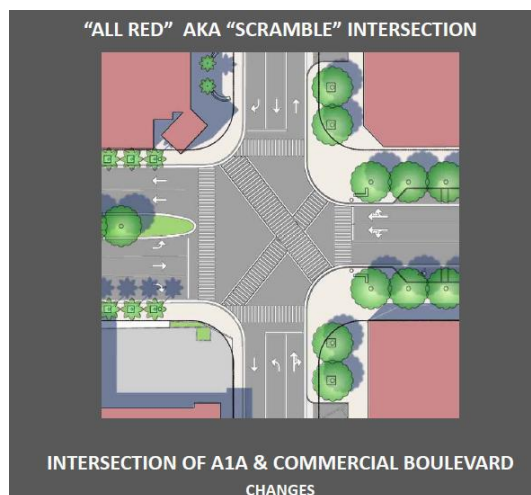 “ALL RED” AKA “SCRAMBLE” INTERSECTION
INTERSECTION OF A1A & COMMERCIAL BOULEVARD
CHANGES